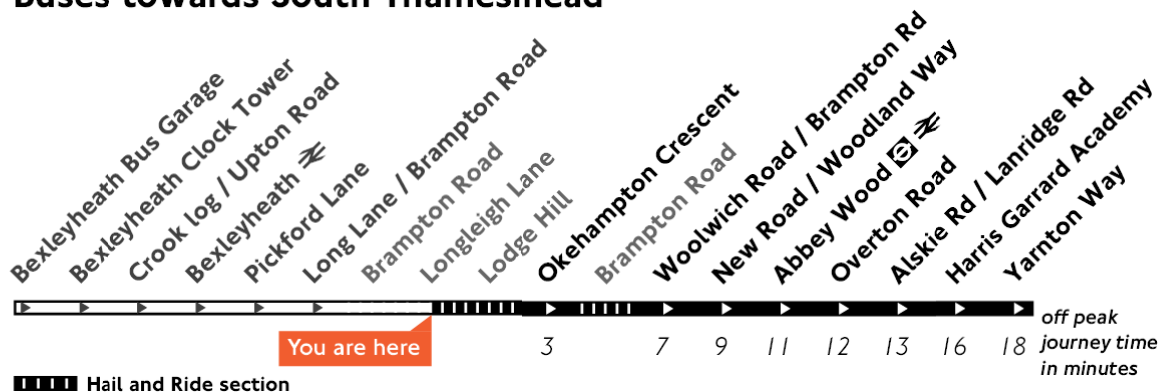 Buses towards South Thamesmead
Bexleyheath Bus Garage
Bexleyheath Clock Tower
Crook log / Upton Road
Bexleyheath
Pickford Lane
Long Lane / Brampton Road
Brampton Road
Longleigh Lane
Lodge Hill
Okehampton Crescent
Brampton Road
Woolwich Road / Brampton Rd
New Road / Woodland Way
Abbey Wood
Overton Road
Alskie Rd / Lanridge Rd
Harris Garrard Academy
Yarnton Way
You are here
3 7 9 11 12 13 16 18
off peak
journey time
in minutes
Hail and Ride section